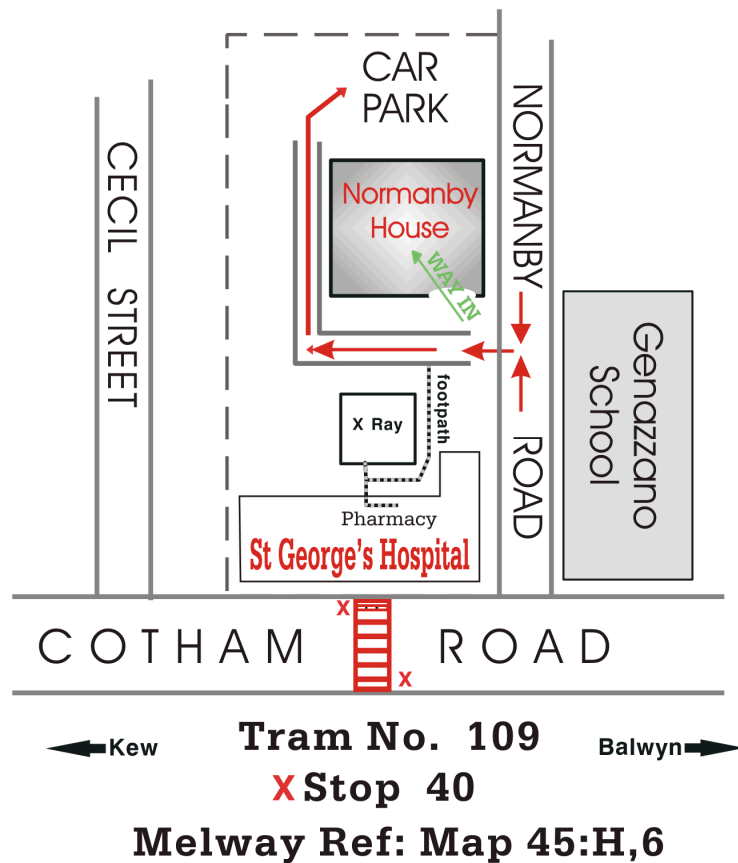 CAR
PARK
CECIL STREET
NORMANBY ROAD
Normanby
House
WAY IN
Genazzano
School
footpath
X Ray
Pharmacy
St George's Hospital
X
COTHAM ROAD
X
Kew
Tram No. 109
Balwyn
X Stop 40
Melway Ref: Map 45:H,6